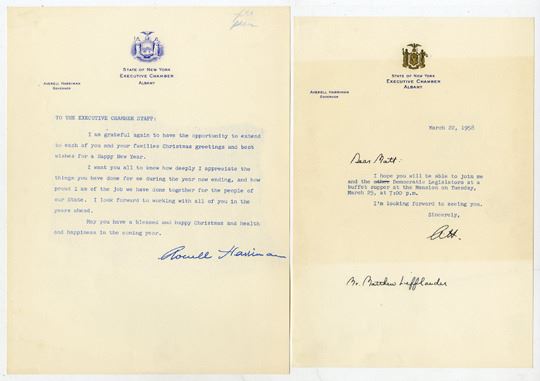 STATE OF NEW YORK
EXECUTIVE CHAMBER
ALBANY
AVERELL HARRIMAN
GOVERNOR
TO THE EXECUTIVE CHAMBER STAFF:
I am grateful again to have the opportunity to extend
to each of you and your families Christmas greetings and best
wishes for a Happy New Year.
I want you all to know how deeply I appreciate the
things you have done for me during the year now ending, and how
proud I am of the job we have done together for the people of
our State. I look forward to working with all of you in the
years ahead.
May you have a blessed and happy Christmas and health
and happiness in the coming year.
Averell Harriman
STATE OF NEW YORK
EXECUTIVE CHAMBER
ALBANY
AVERELL HARRIMAN
GOVERNOR
March 22, 1958
Dear Matt:
I hope you will be able to join me
and the other Democratic Legislators at a
buffet supper at the Mansion on Tuesday,
March 25, at 7:00 p.m.
I'm looking forward to seeing you.
Sincerely,
AH.
Mr. Matthew Lifflander